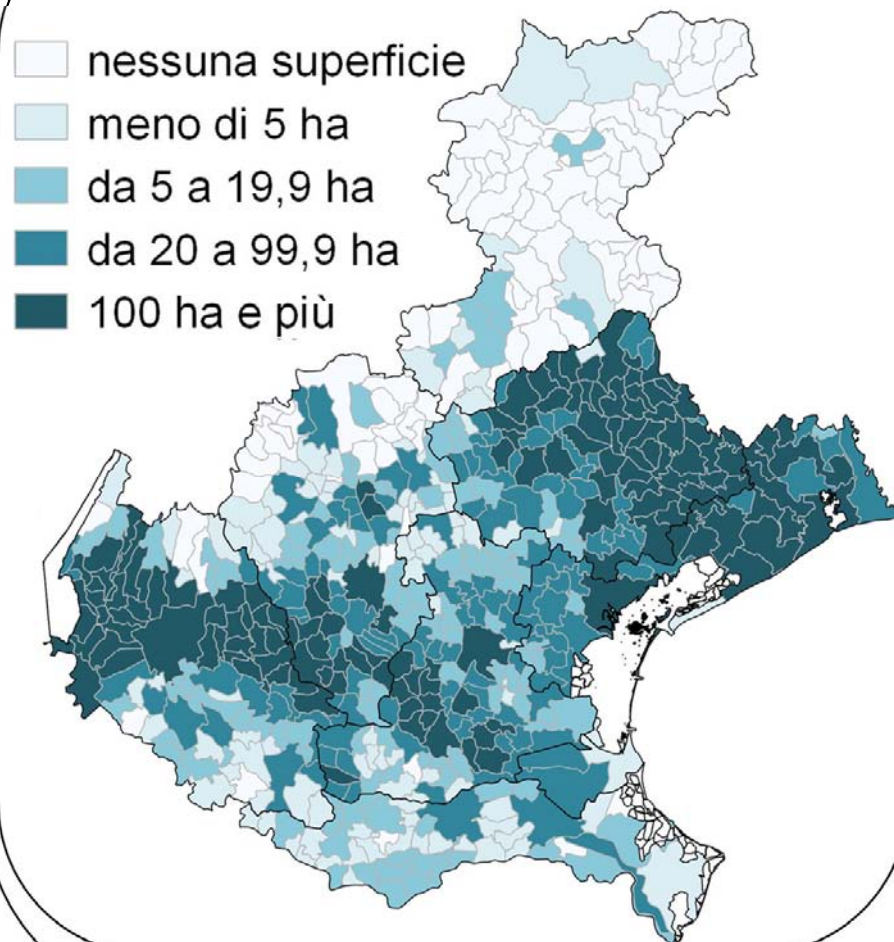 nessuna superficie
meno di 5 ha
da 5 a 19,9 ha
da 20 a 99,9 ha
100 ha e più